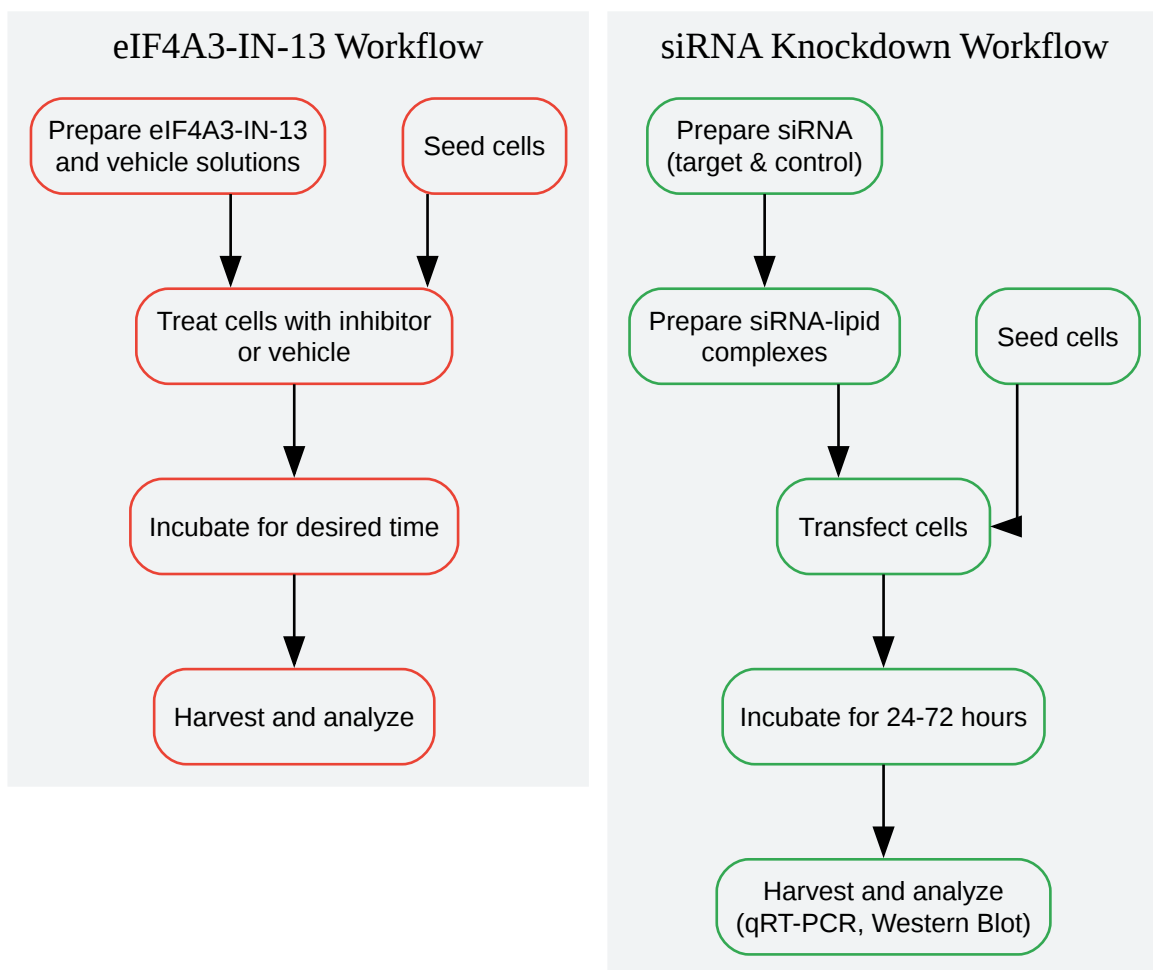 eIF4A3-IN-13 Workflow
Prepare eIF4A3-IN-13
and vehicle solutions
Seed cells
Treat cells with inhibitor
or vehicle
Incubate for desired time
Harvest and analyze
siRNA Knockdown Workflow
Prepare siRNA
(target & control)
Prepare siRNA-lipid
complexes
Seed cells
Transfect cells
Incubate for 24-72 hours
Harvest and analyze
(qRT-PCR, Western Blot)